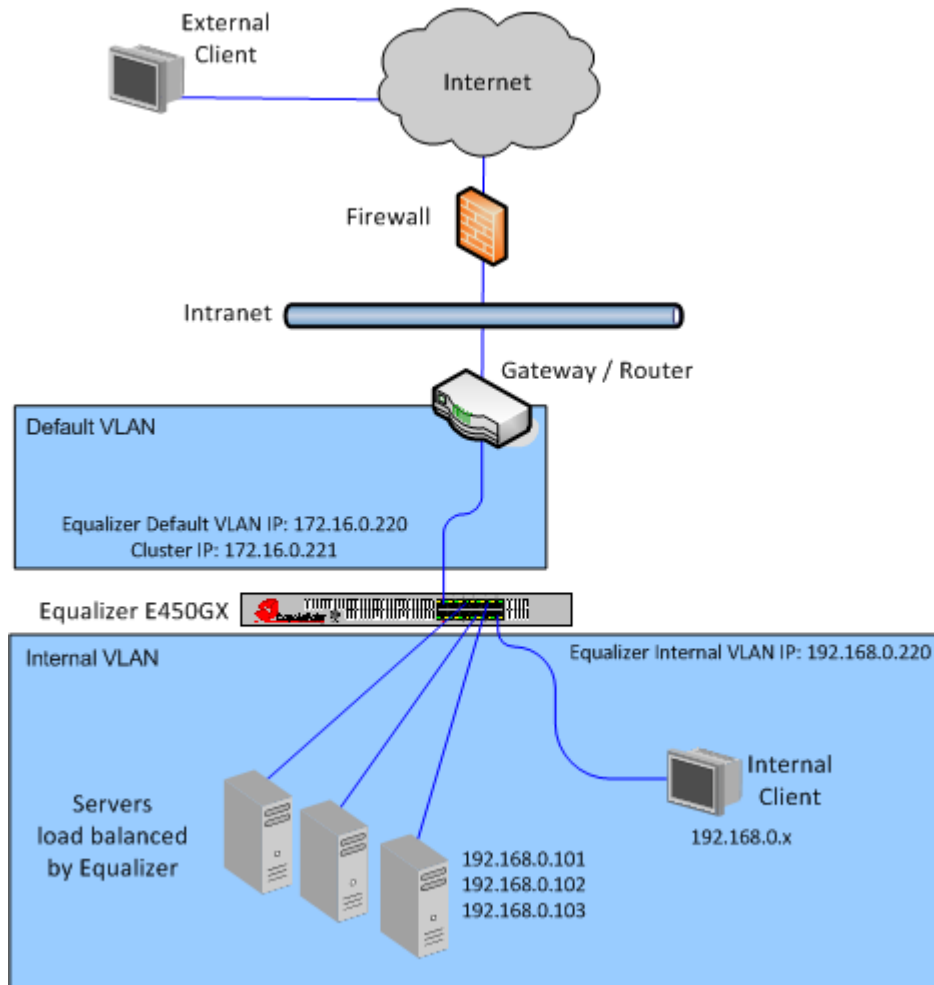 External
Client
Internet
Firewall
Intranet
Gateway / Router
Default VLAN
Equalizer Default VLAN IP: 172.16.0.220
Cluster IP: 172.16.0.221
Equalizer E450GX
Internal VLAN
Equalizer Internal VLAN IP: 192.168.0.220
Servers
load balanced
by Equalizer
192.168.0.101
192.168.0.102
192.168.0.103
Internal
Client
192.168.0.x